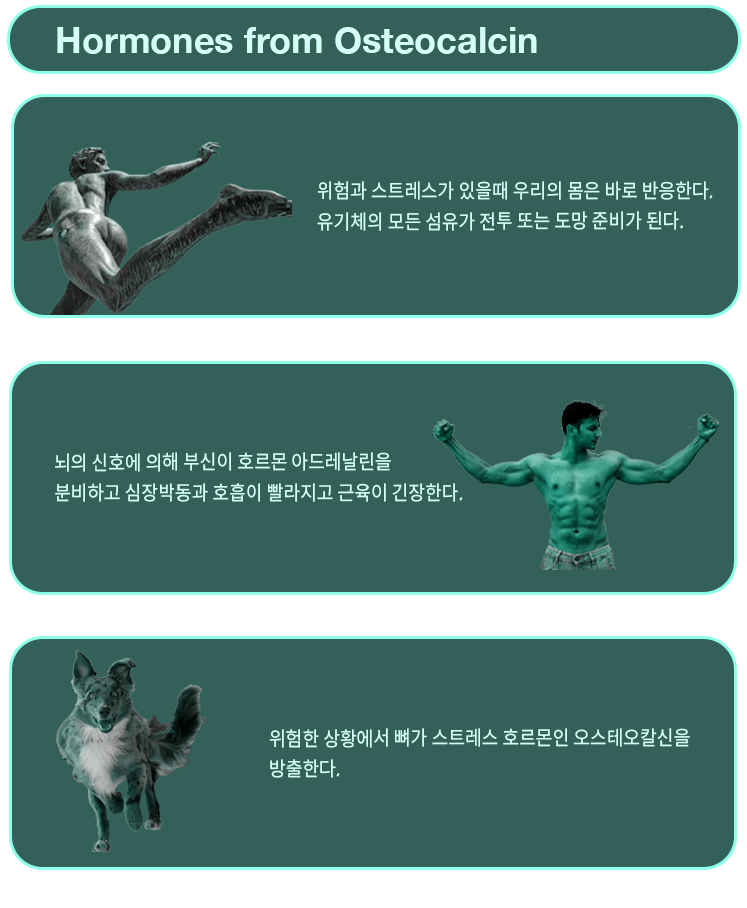 Hormones from Osteocalcin
위험과 스트레스가 있을때 우리의 몸은 바로 반응한다.
유기체의 모든 섬유가 전투 또는 도망 준비가 된다.
뇌의 신호에 의해 부신이 호르몬 아드레날린을
분비하고 심장박동과 호흡이 빨라지고 근육이 긴장한다.
위험한 상황에서 뼈가 스트레스 호르몬인 오스테오칼신을
방출한다.